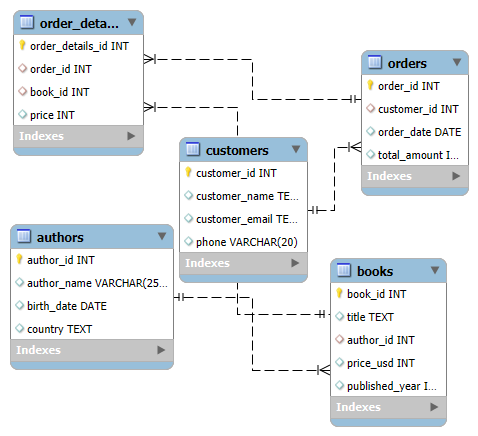 order_deta...
order_details_id INT
order_id INT
book_id INT
price INT
Indexes
orders
order_id INT
customer_id INT
order_date DATE
total_amount I...
Indexes
customers
customer_id INT
customer_name TE...
customer_email TE...
phone VARCHAR(20)
Indexes
authors
author_id INT
author_name VARCHAR(25...
birth_date DATE
country TEXT
Indexes
books
book_id INT
title TEXT
author_id INT
price_usd INT
published_year I...
Indexes